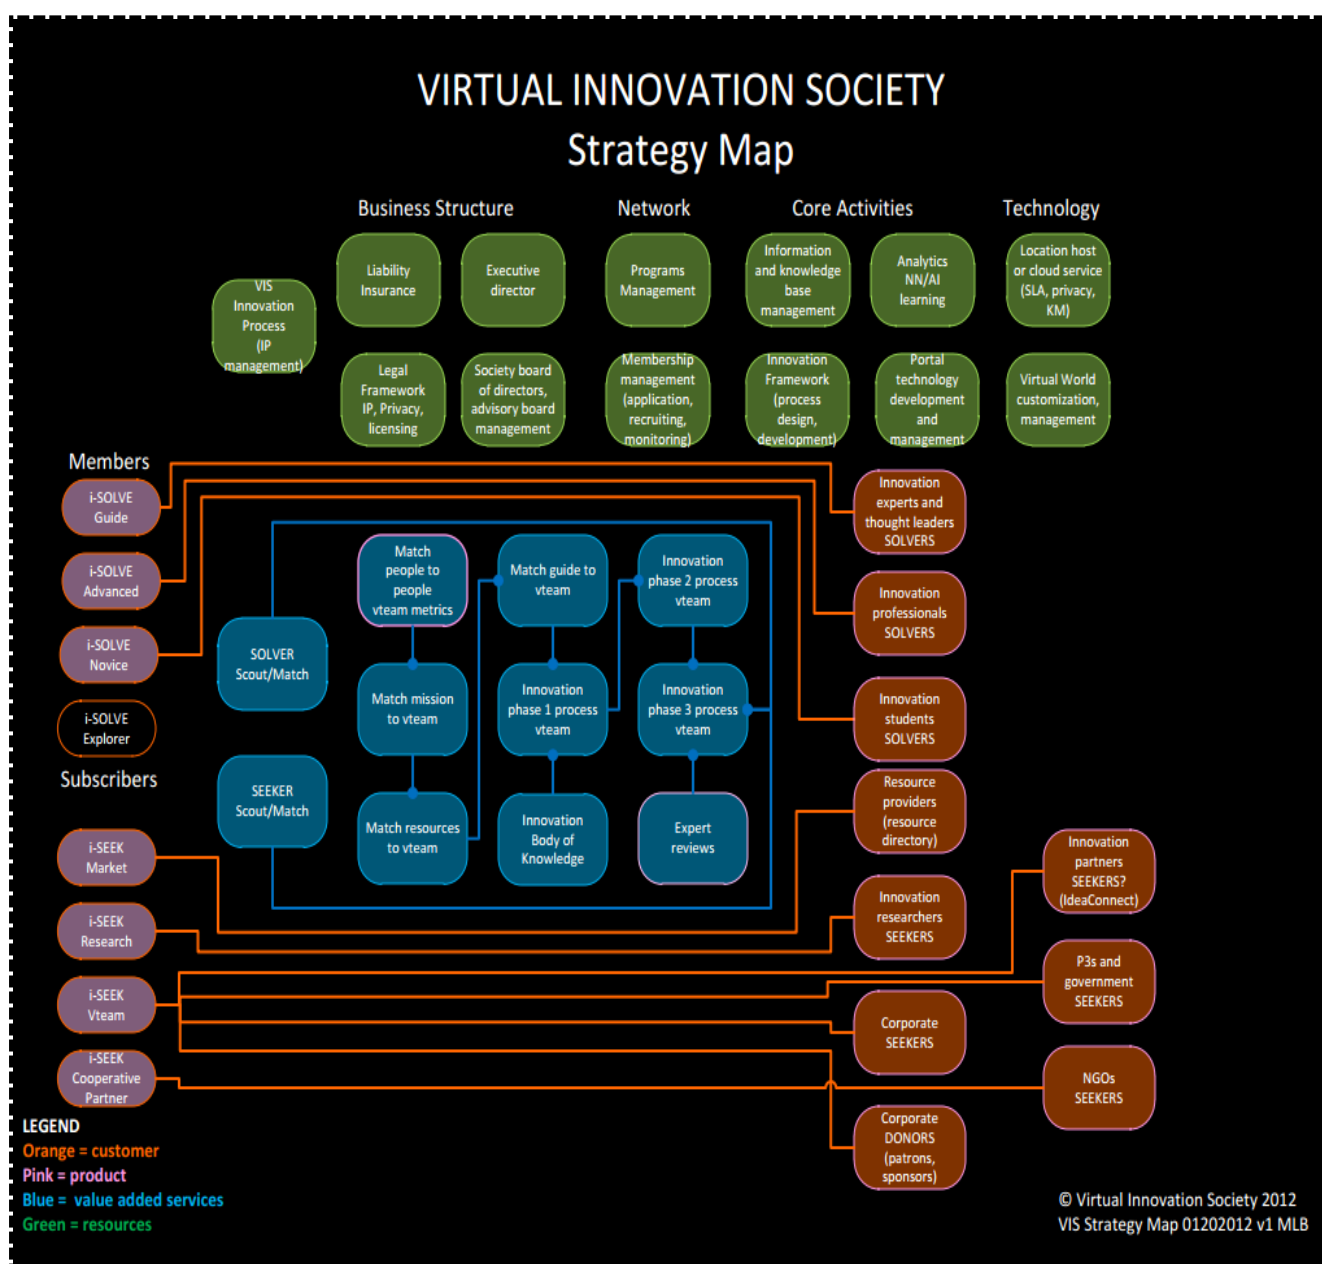 VIRTUAL INNOVATION SOCIETY
Strategy Map
Business Structure
Network
Core Activities
Technology
VIS
Innovation
Process
(IP
management)
Liability
Insurance
Executive
director
Programs
Management
Information
and knowledge
base
management
Analytics
NN/AI
learning
Location host
or cloud service
(SLA, privacy,
KM)
Legal
Framework
IP, Privacy,
licensing
Society board
of directors,
advisory board
management
Membership
management
(application,
recruiting,
monitoring)
Innovation
Framework
(process
design,
development)
Portal
technology
development
and
management
Virtual World
customization,
management
Members
i-SOLVE
Guide
i-SOLVE
Advanced
i-SOLVE
Novice
i-SOLVE
Explorer
Subscribers
i-SEEK
Market
i-SEEK
Research
i-SEEK
Vteam
i-SEEK
Cooperative
Partner
SOLVER
Scout/Match
SEEKER
Scout/Match
Match
people to
people
vteam metrics
Match guide to
vteam
Innovation
phase 2 process
vteam
Match mission
to vteam
Innovation
phase 1 process
vteam
Innovation
phase 3 process
vteam
Match resources
to vteam
Innovation
Body of
Knowledge
Expert
reviews
Innovation
experts and
thought leaders
SOLVERS
Innovation
professionals
SOLVERS
Innovation
students
SOLVERS
Resource
providers
(resource
directory)
Innovation
researchers
SEEKERS
Corporate
SEEKERS
Corporate
DONORS
(patrons,
sponsors)
Innovation
partners
SEEKERS?
(IdeaConnect)
P3s and
government
SEEKERS
NGOs
SEEKERS
LEGEND
Orange = customer
Pink = product
Blue =  value added services
Green = resources
© Virtual Innovation Society 2012
VIS Strategy Map 01202012 v1 MLB